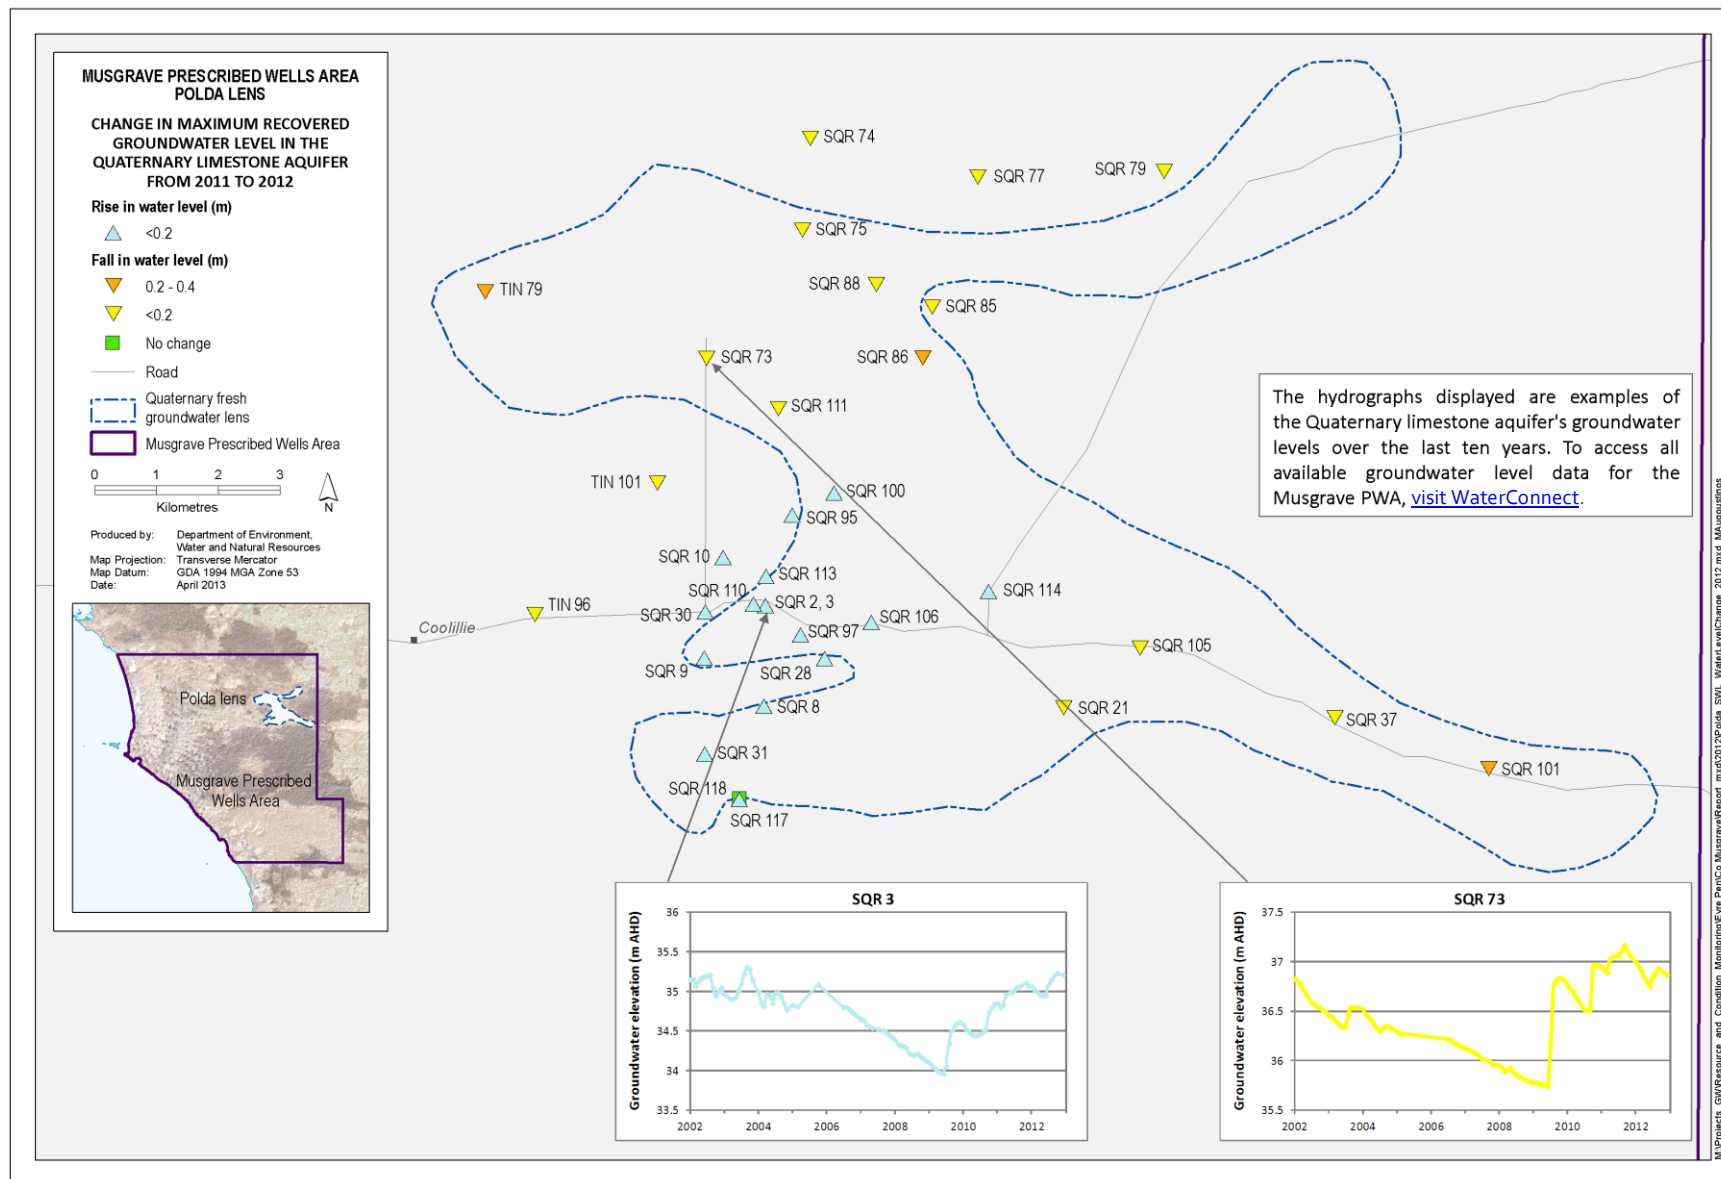 MUSGRAVE PRESCRIBED WELLS AREA
POLDA LENS
CHANGE IN MAXIMUM RECOVERED
GROUNDWATER LEVEL IN THE
QUATERNARY LIMESTONE AQUIFER
FROM 2011 TO 2012
Rise in water level (m)
<0.2
Fall in water level (m)
0.2 - 0.4
<0.2
No change
Road
Quaternary fresh
groundwater lens
Musgrave Prescribed Wells Area
0 1 2 3
Kilometres
N
Produced by: Department of Environment,
Water and Natural Resources
Map Projection: Transverse Mercator
Map Datum: GDA 1994 MGA Zone 53
Date: April 2013
Polda lens
Musgrave Prescribed
Wells Area
SQR 74
SQR 77
SQR 79
SQR 75
TIN 79
SQR 88
SQR 85
SQR 73
SQR 86
SQR 111
TIN 101
SQR 100
SQR 95
SQR 10
SQR 113
SQR 110
SQR 114
TIN 96
SQR 30
SQR 2, 3
SQR 106
Coolillie
SQR 97
SQR 105
SQR 9
SQR 28
SQR 8
SQR 21
SQR 37
SQR 31
SQR 101
SQR 118
SQR 117
The hydrographs displayed are examples of
the Quaternary limestone aquifer's groundwater
levels over the last ten years. To access all
available groundwater level data for the
Musgrave PWA, visit WaterConnect.
SQR 3
Groundwater elevation (m AHD)
36
35.5
35
34.5
34
33.5
2002 2004 2006 2008 2010 2012
SQR 73
Groundwater elevation (m AHD)
37.5
37
36.5
36
35.5
2002 2004 2006 2008 2010 2012